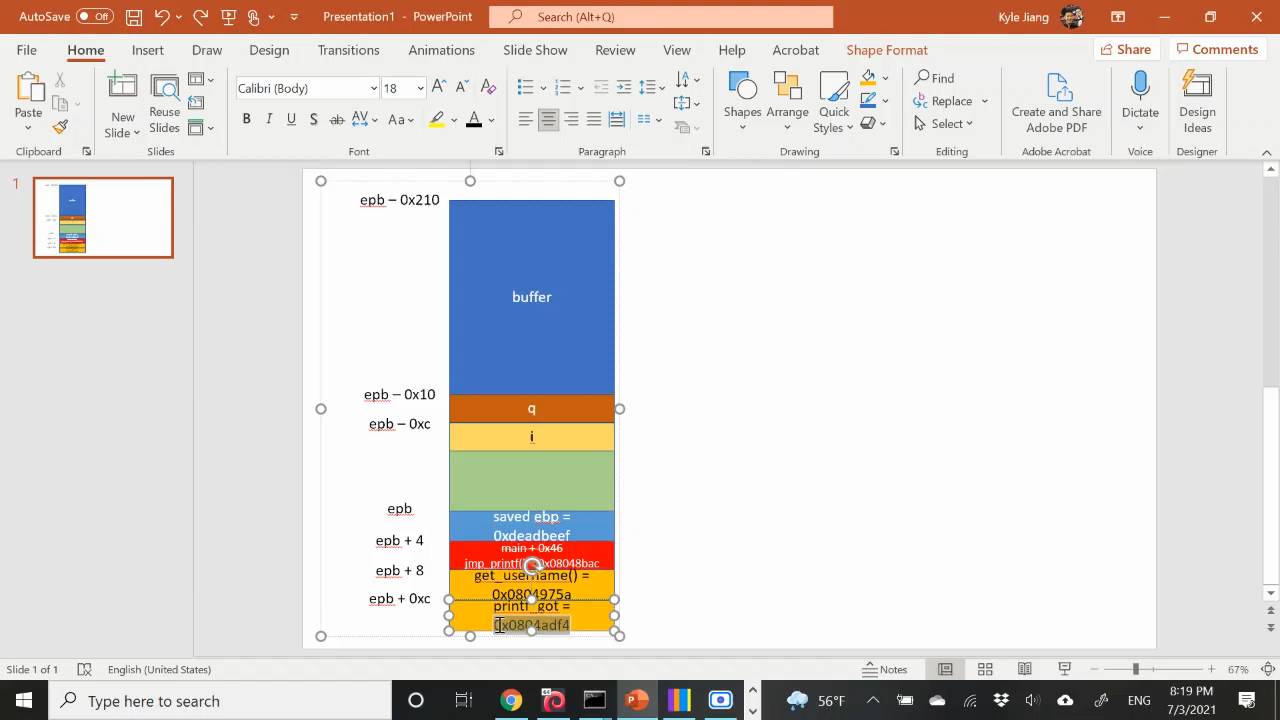 AutoSave Off
Presentation1 - PowerPoint
Search (Alt+Q)
Kyle Jiang
File Home Insert Draw Design Transitions Animations Slide Show Review View Help Acrobat Shape Format
Share Comments
Paste
Clipboard
New Slide
Reuse Slides
Slides
Calibri (Body) 18
B I U S ab AV Aa
A
Font
Paragraph
Shapes
Arrange
Quick Styles
Drawing
Find
Replace
Select
Editing
Create and Share Adobe PDF
Adobe Acrobat
Dictate
Voice
Design Ideas
Designer
1
epb – 0x210
buffer
epb – 0x10
q
epb – 0xc
i
epb
saved ebp =
0xdeadbeef
epb + 4
main + 0x46
0x08048bac
epb + 8
get_username() =
0x0804975a
epb + 0xc
printf_got =
0x0804adf4
Slide 1 of 1
English (United States)
Notes
67%
Type here to search
56°F
ENG
8:19 PM
7/3/2021